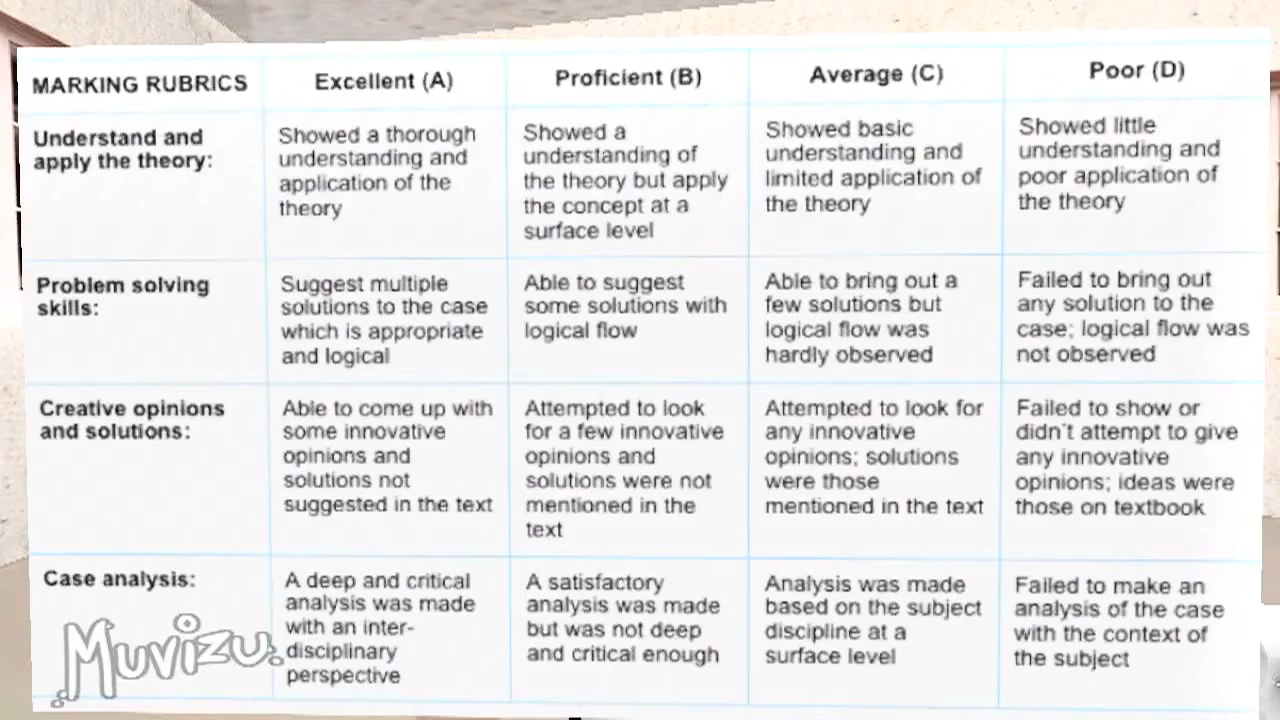 MARKING RUBRICS
Excellent (A)
Proficient (B)
Average (C)
Poor (D)
Understand and
apply the theory:
Showed a thorough
understanding and
application of the
theory
Showed a
understanding of
the theory but apply
the concept at a
surface level
Showed basic
understanding and
limited application of
the theory
Showed little
understanding and
poor application of
the theory
Problem solving
skills:
Suggest multiple
solutions to the case
which is appropriate
and logical
Able to suggest
some solutions with
logical flow
Able to bring out a
few solutions but
logical flow was
hardly observed
Failed to bring out
any solution to the
case; logical flow was
not observed
Creative opinions
and solutions:
Able to come up with
some innovative
opinions and
solutions not
suggested in the text
Attempted to look
for a few innovative
opinions and
solutions were not
mentioned in the
text
Attempted to look for
any innovative
opinions; solutions
were those
mentioned in the text
Failed to show or
didn't attempt to give
any innovative
opinions; ideas were
those on textbook
Case analysis:
A deep and critical
analysis was made
with an inter-
disciplinary
perspective
A satisfactory
analysis was made
but was not deep
and critical enough
Analysis was made
based on the subject
discipline at a
surface level
Failed to make an
analysis of the case
with the context of
the subject
Muvizu